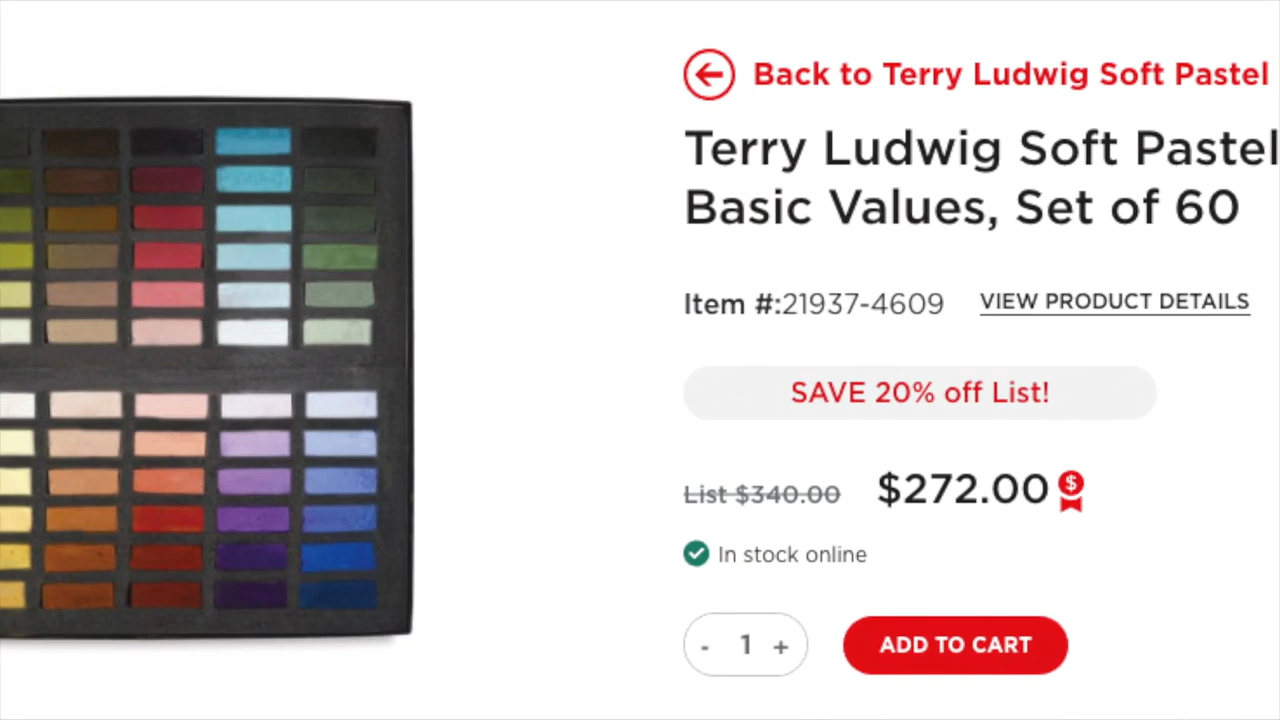 Back to Terry Ludwig Soft Pastel
Terry Ludwig Soft Pastel
Basic Values, Set of 60
Item #:21937-4609 VIEW PRODUCT DETAILS
SAVE 20% off List!
List $340.00 $272.00 $
In stock online
- 1 + ADD TO CART